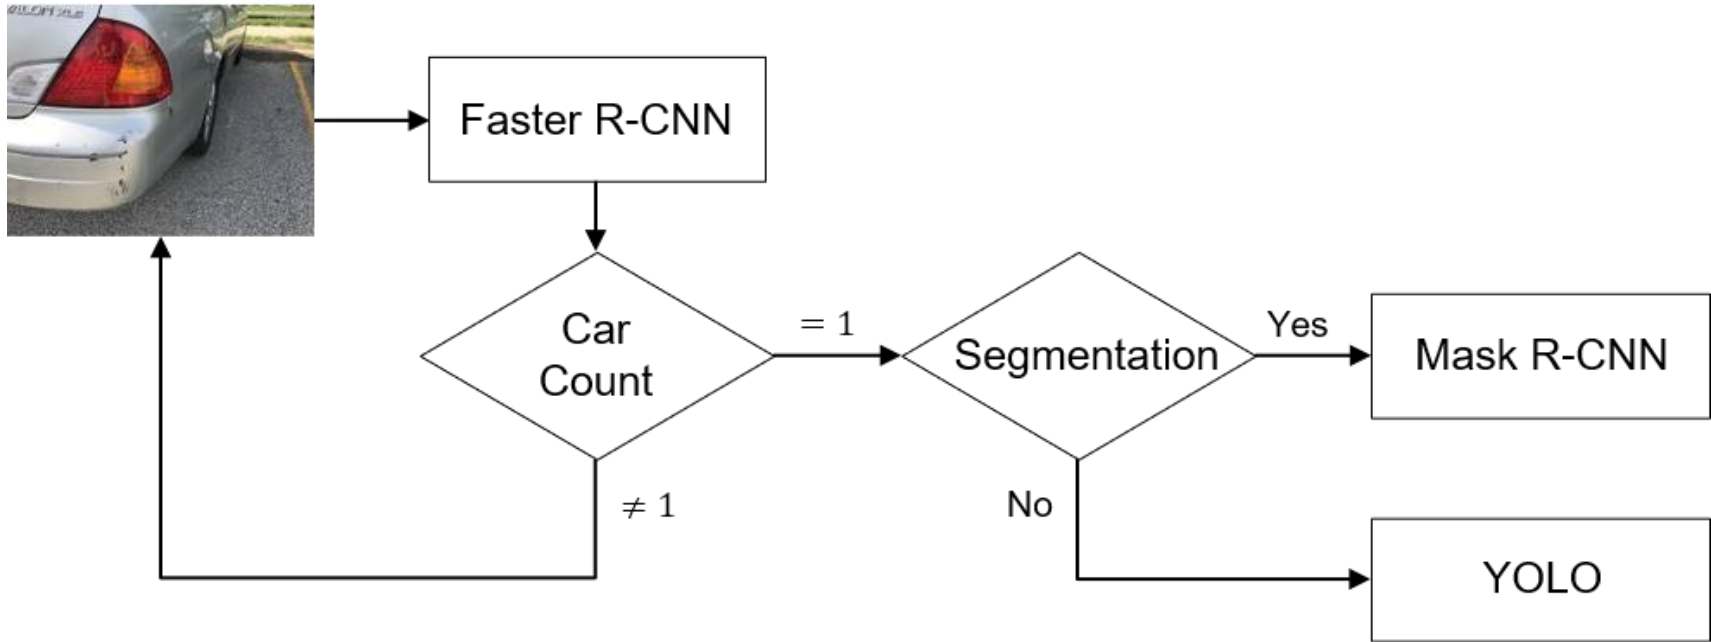 Faster R-CNN
Car
Count
= 1
≠ 1
Segmentation
Yes
No
Mask R-CNN
YOLO